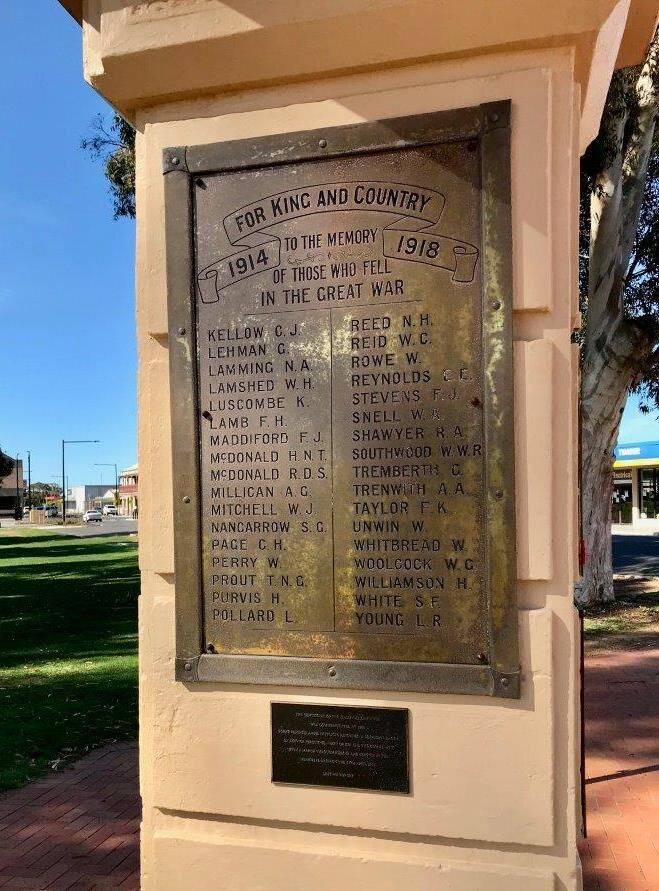 FOR KING AND COUNTRY
1914
TO THE MEMORY
1918
OF THOSE WHO FELL
IN THE GREAT WAR
KELLOW C.J.
LEHMAN G.
LAMMING N.A.
LAMSHED W.H.
LUSCOMBE K.
LAMB F.H.
MADDIFORD F.J.
McDONALD H.N.T.
McDONALD R.D.S.
MILLIGAN A.G.
MITCHELL W.J.
NANCARROW S.G.
PAGE C.H.
PERRY W.
PROUT T.N.G.
PURVIS H.
POLLARD L.
REED N.H.
REID W.C.
ROWE W.
REYNOLDS E.
STEVENS F.J.
SNELL W.A.
SHAWYER R.A.
SOUTHWOOD W.W.R
TREMBERTH C.
TRENWITH A.A.
TAYLOR F.K.
UNWIN W.
WHITBREAD W.
WOOLCOCK W.G
WILLIAMSON H.
WHITE S.F.
YOUNG L.R